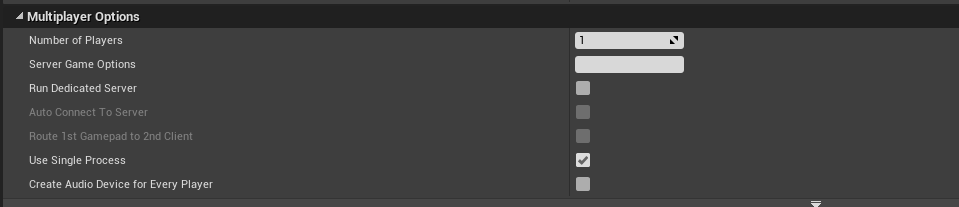 Multiplayer Options
Number of Players 1
Server Game Options
Run Dedicated Server
Auto Connect To Server
Route 1st Gamepad to 2nd Client
Use Single Process
Create Audio Device for Every Player